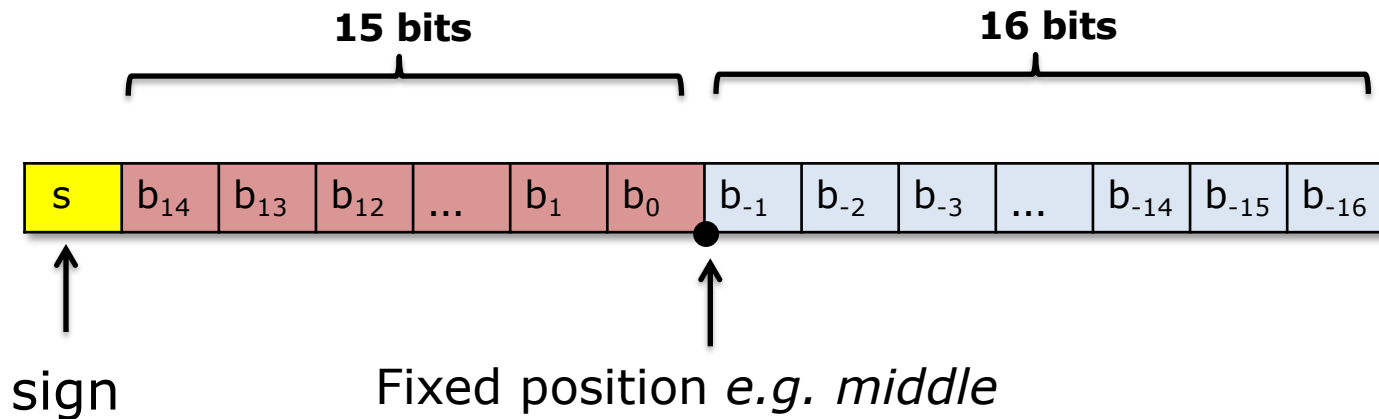 15 bits 16 bits
s b₁₄ b₁₃ b₁₂ ... b₁ b₀ b₋₁ b₋₂ b₋₃ ... b₋₁₄ b₋₁₅ b₋₁₆
sign Fixed position e.g. middle